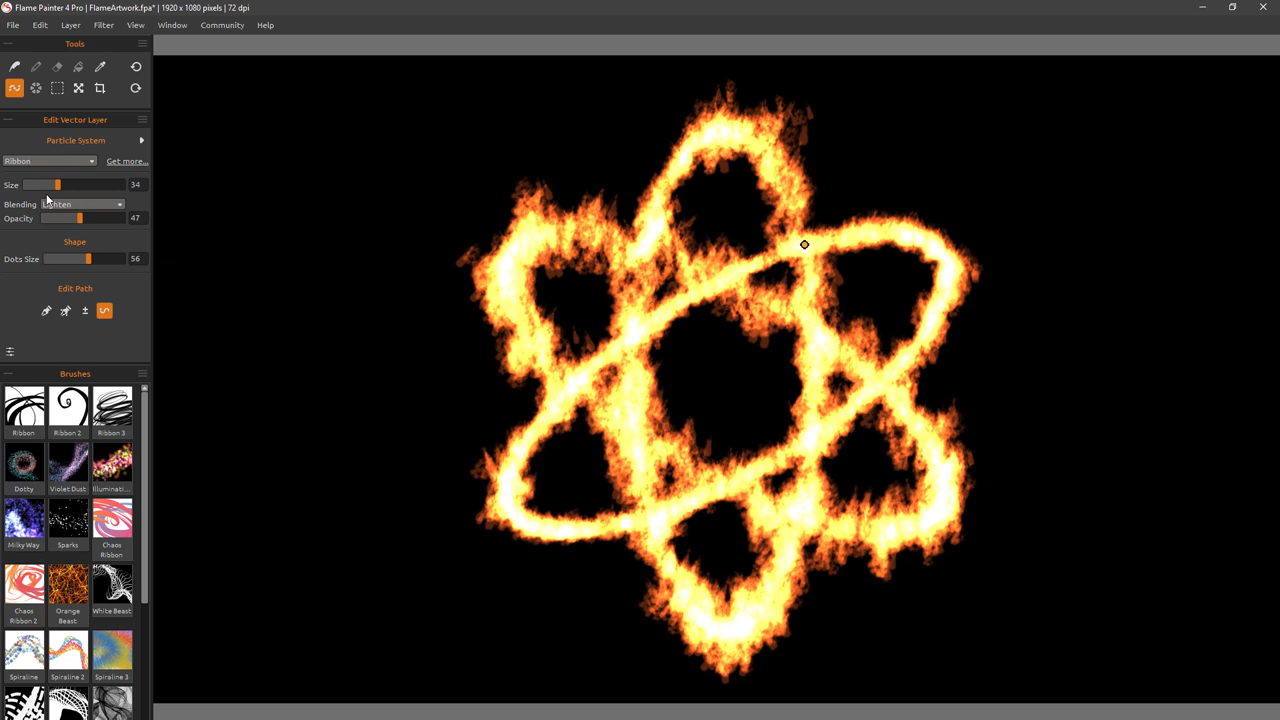 Flame Painter 4 Pro | FlameArtwork.fpa* | 1920 x 1080 pixels | 72 dpi
File Edit Layer Filter View Window Community Help
Tools
Edit Vector Layer
Particle System
Ribbon Get more...
Size 34
Blending Lighten
Opacity 47
Shape
Dots Size 56
Edit Path
Brushes
Ribbon Ribbon 2 Ribbon 3
Dotty Violet Dust Illuminati...
Milky Way Sparks Chaos Ribbon
Chaos Ribbon 2 Orange Beast White Beast
Spiraline Spiraline 2 Spiraline 3